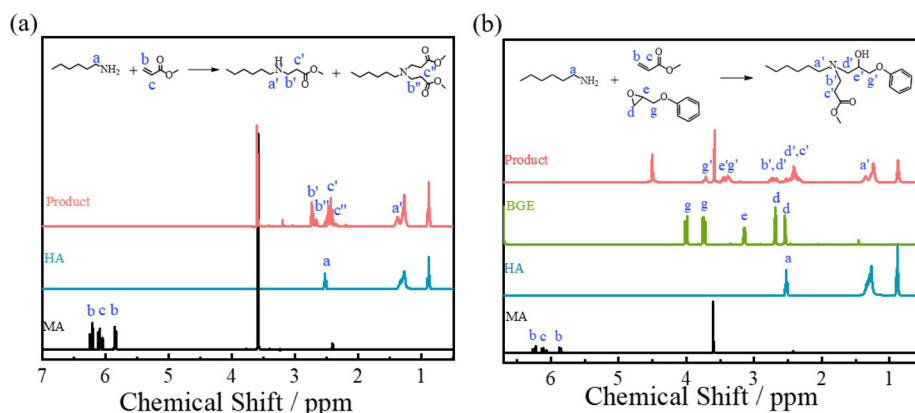 (a)
a
NH₂
+
b
O
O
c
H
N
a'
b'
c'
O
O
+
N
O
O
c''
b''
O
O
Product
b'
b''
c'
c''
a'
HA
a
MA
b c b
7 6 5 4 3 2 1
Chemical Shift / ppm
(b)
a
NH₂
+
b c
O
O
O
e
d
g
O
a'
N
d'
OH
e'
g'
O
b'
c'
O
O
Product
g' e'g' b',d' d',c' a'
BGE
g g e d d
HA
a
MA
b c b
6 5 4 3 2 1
Chemical Shift / ppm